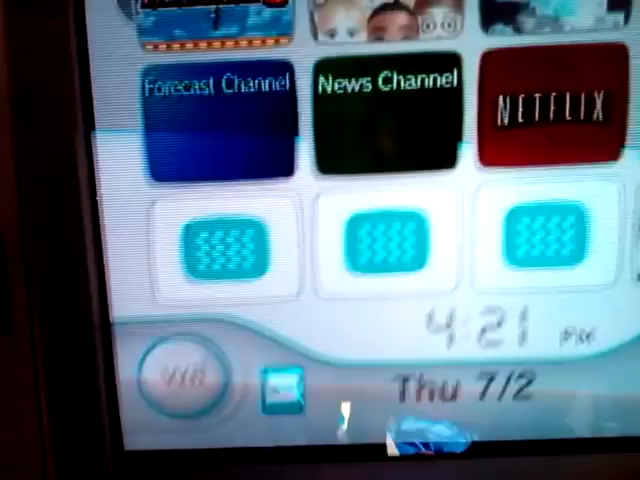 Forecast Channel
News Channel
NETFLIX
4:21 PM
Wii
Thu 7/2